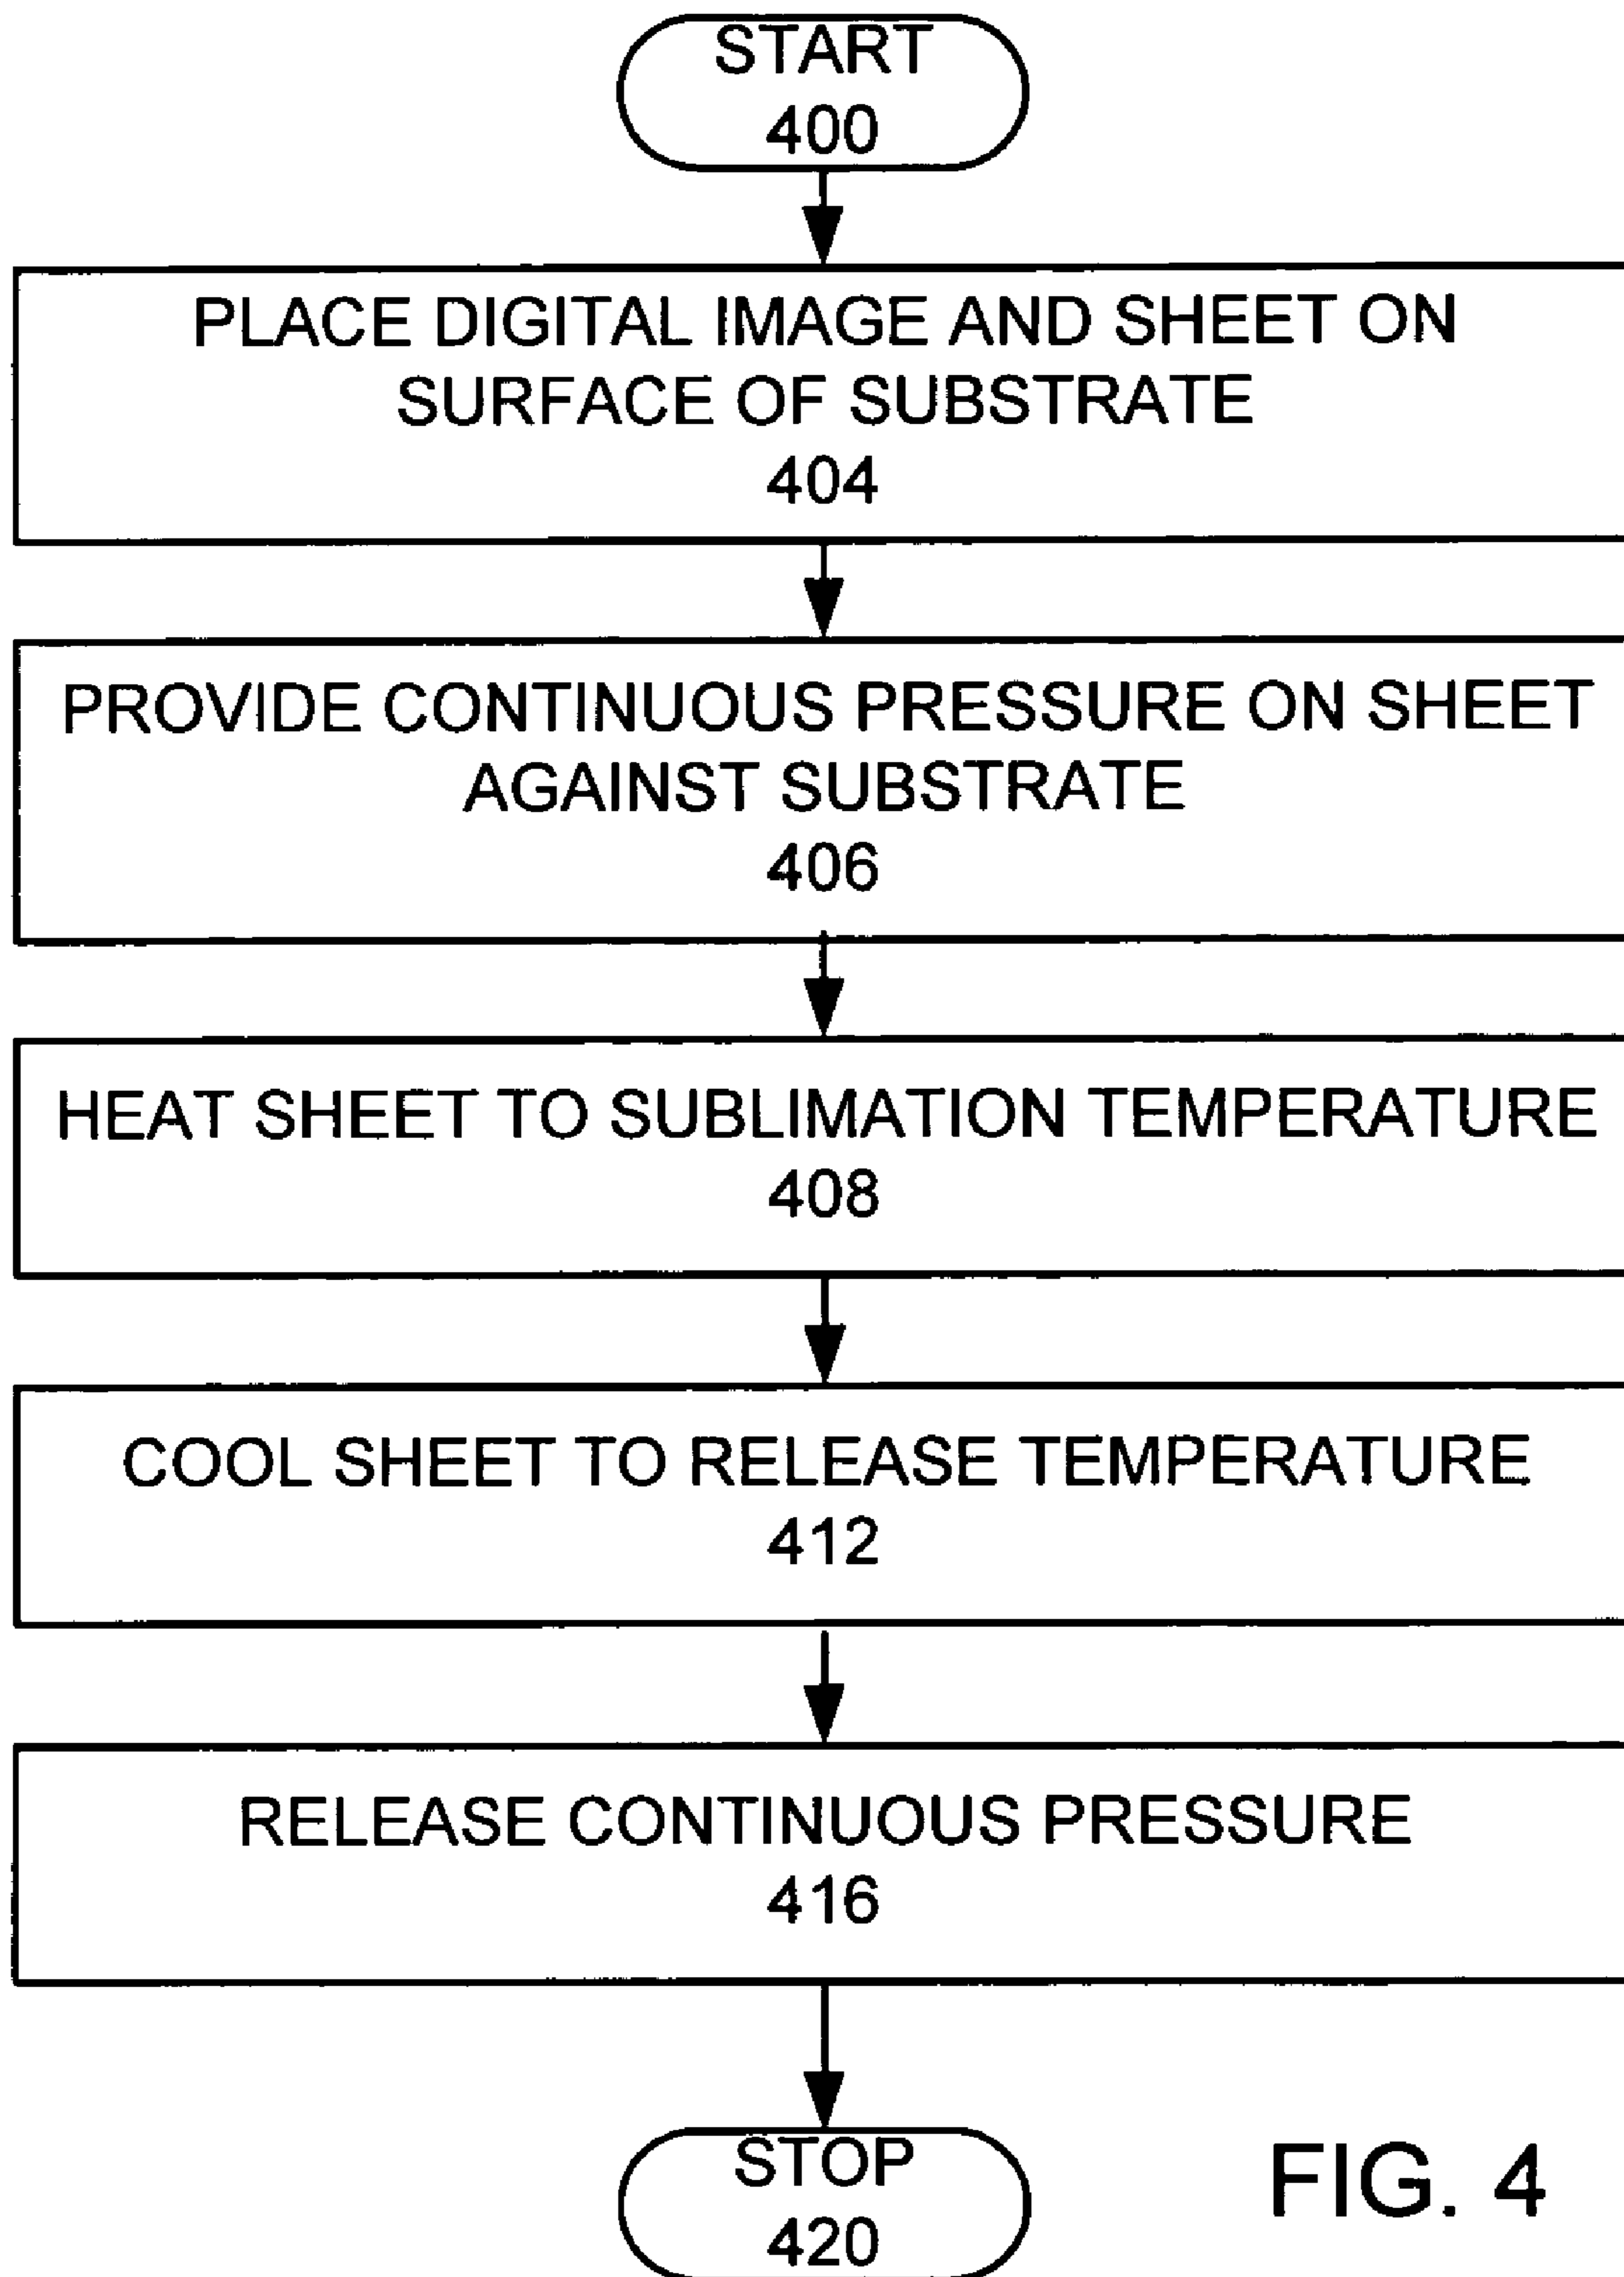 START
400
PLACE DIGITAL IMAGE AND SHEET ON
SURFACE OF SUBSTRATE
404
PROVIDE CONTINUOUS PRESSURE ON SHEET
AGAINST SUBSTRATE
406
HEAT SHEET TO SUBLIMATION TEMPERATURE
408
COOL SHEET TO RELEASE TEMPERATURE
412
RELEASE CONTINUOUS PRESSURE
416
STOP
420
FIG. 4